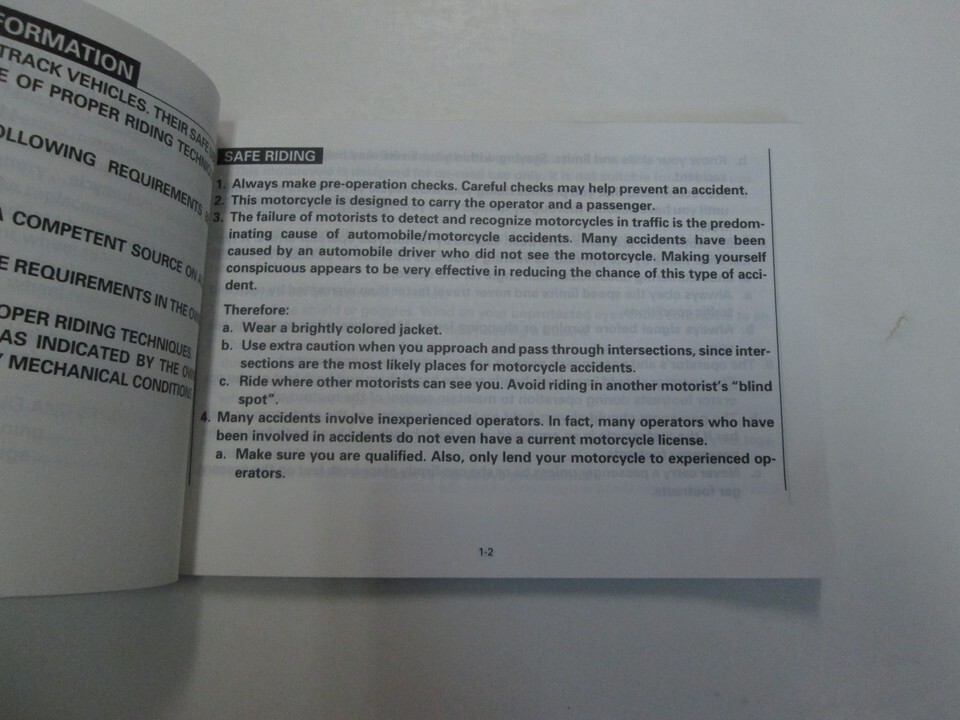 FORMATION
TRACK VEHICLES. THEIR SAFE
E OF PROPER RIDING TECHNIQ
OLLOWING REQUIREMENTS
A COMPETENT SOURCE ON A
E REQUIREMENTS IN THE OW
OPER RIDING TECHNIQUES
AS INDICATED BY THE OW
Y MECHANICAL CONDITIONS
SAFE RIDING
1. Always make pre-operation checks. Careful checks may help prevent an accident.
2. This motorcycle is designed to carry the operator and a passenger.
3. The failure of motorists to detect and recognize motorcycles in traffic is the predom-
inating cause of automobile/motorcycle accidents. Many accidents have been
caused by an automobile driver who did not see the motorcycle. Making yourself
conspicuous appears to be very effective in reducing the chance of this type of acci-
dent.
Therefore:
a. Wear a brightly colored jacket.
b. Use extra caution when you approach and pass through intersections, since inter-
sections are the most likely places for motorcycle accidents.
c. Ride where other motorists can see you. Avoid riding in another motorist's "blind
spot".
4. Many accidents involve inexperienced operators. In fact, many operators who have
been involved in accidents do not even have a current motorcycle license.
a. Make sure you are qualified. Also, only lend your motorcycle to experienced op-
erators.
1-2